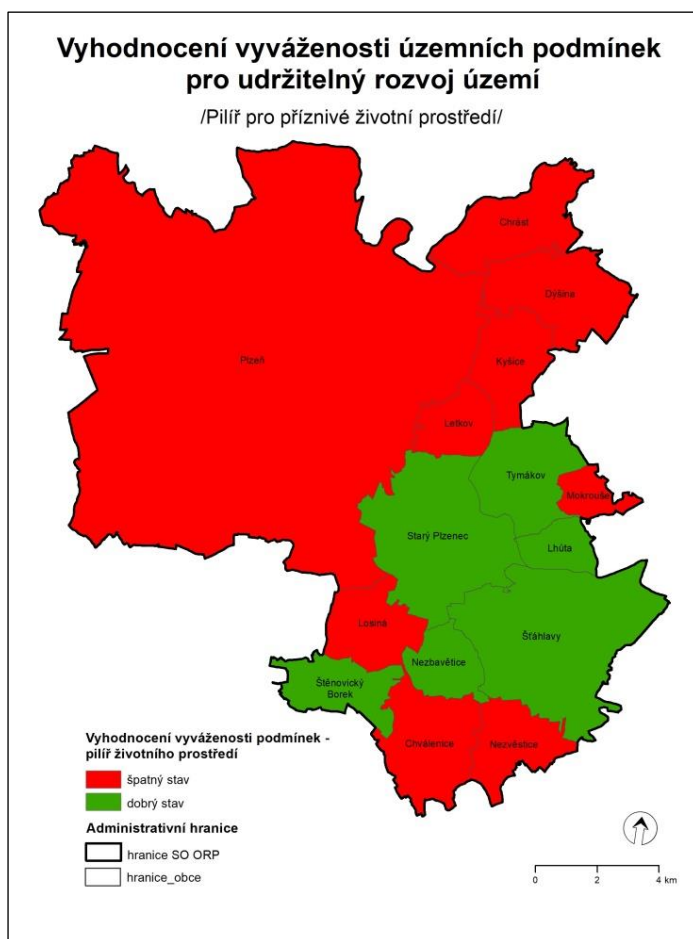 Vyhodnocení vyváženosti územních podmínek
pro udržitelný rozvoj území
/Pilíř pro příznivé životní prostředí/
Chrást
Dýšina
Plzeň
Kyšice
Letkov
Tymákov
Mokrouše
Starý Plzenec
Lhůta
Losiná
Šťáhlavy
Nezbavětice
Štěnovický
Borek
Chválenice
Nezvěstice
Vyhodnocení vyváženosti podmínek -
pilíř životního prostředí
špatný stav
dobrý stav
Administrativní hranice
hranice SO ORP
hranice_obce
0 2 4 km